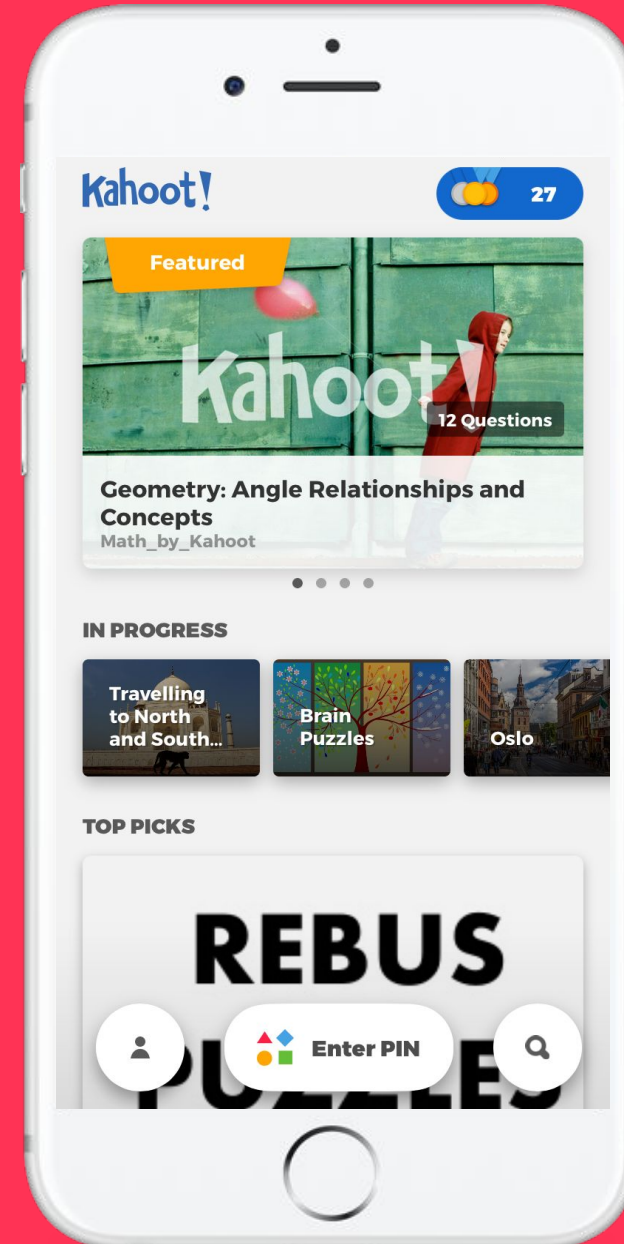 Kahoot!
27
Featured
Kahoot!
12 Questions
Geometry: Angle Relationships and
Concepts
Math_by_Kahoot
IN PROGRESS
Travelling
to North
and South...
Brain
Puzzles
Oslo
TOP PICKS
REBUS
PUZZLES
Enter PIN